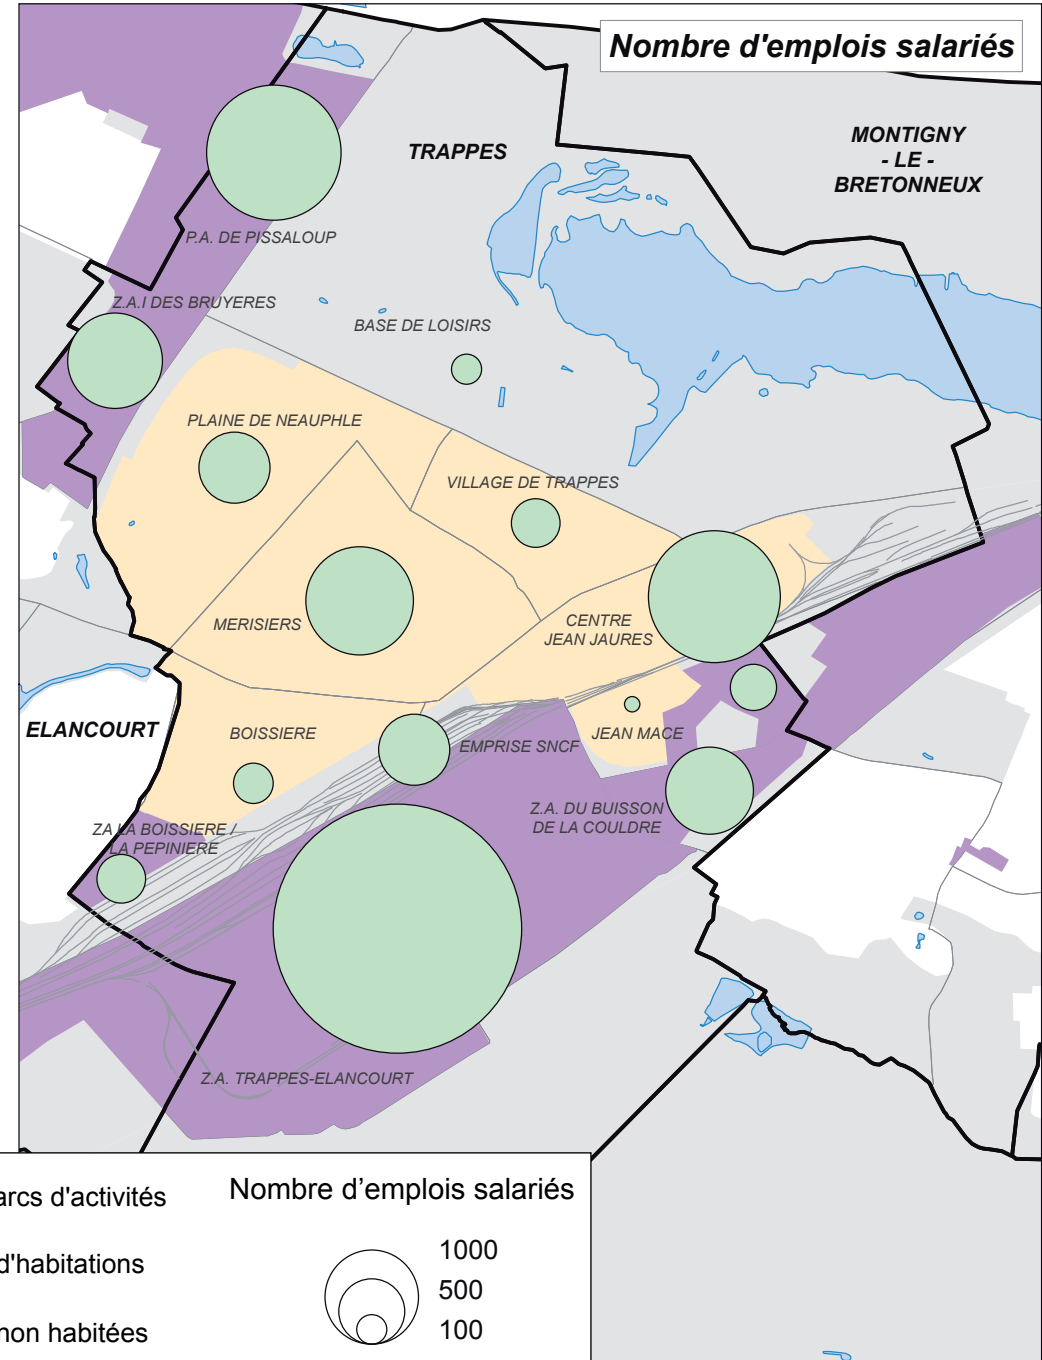 Nombre d'emplois salariés
TRAPPES
MONTIGNY
- LE -
BRETONNEUX
P.A. DE PISSALOUP
Z.A.I DES BRUYERES
BASE DE LOISIRS
PLAINE DE NEAUPHLE
VILLAGE DE TRAPPES
MERISIERS
CENTRE
JEAN JAURES
ELANCOURT
BOISSIERE
EMPRISE SNCF
JEAN MACE
Z.A. DU BUISSON
DE LA COULDRE
ZA LA BOISSIERE /
LA PEPINIERE
Z.A. TRAPPES-ELANCOURT
arcs d'activités
d'habitations
non habitées
Nombre d’emplois salariés
1000
500
100